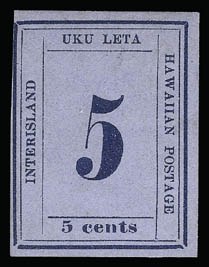 UKU LETA
INTERISLAND
5
HAWAIIAN POSTAGE
5 cents